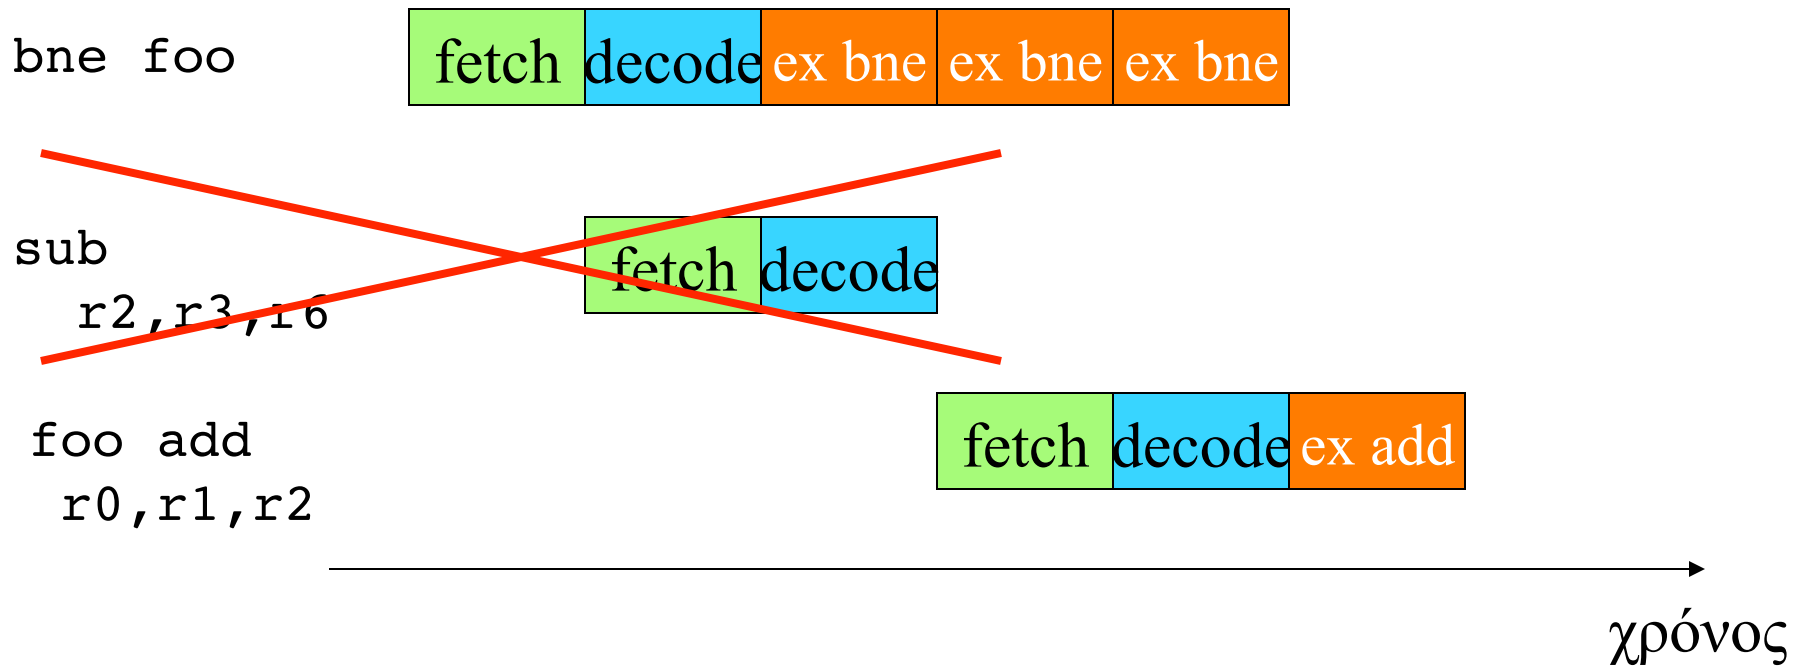 bne foo fetch decode ex bne ex bne ex bne
sub
fetch decode
r2,r3,r6
foo add fetch decode ex add
r0,r1,r2
χρόνος